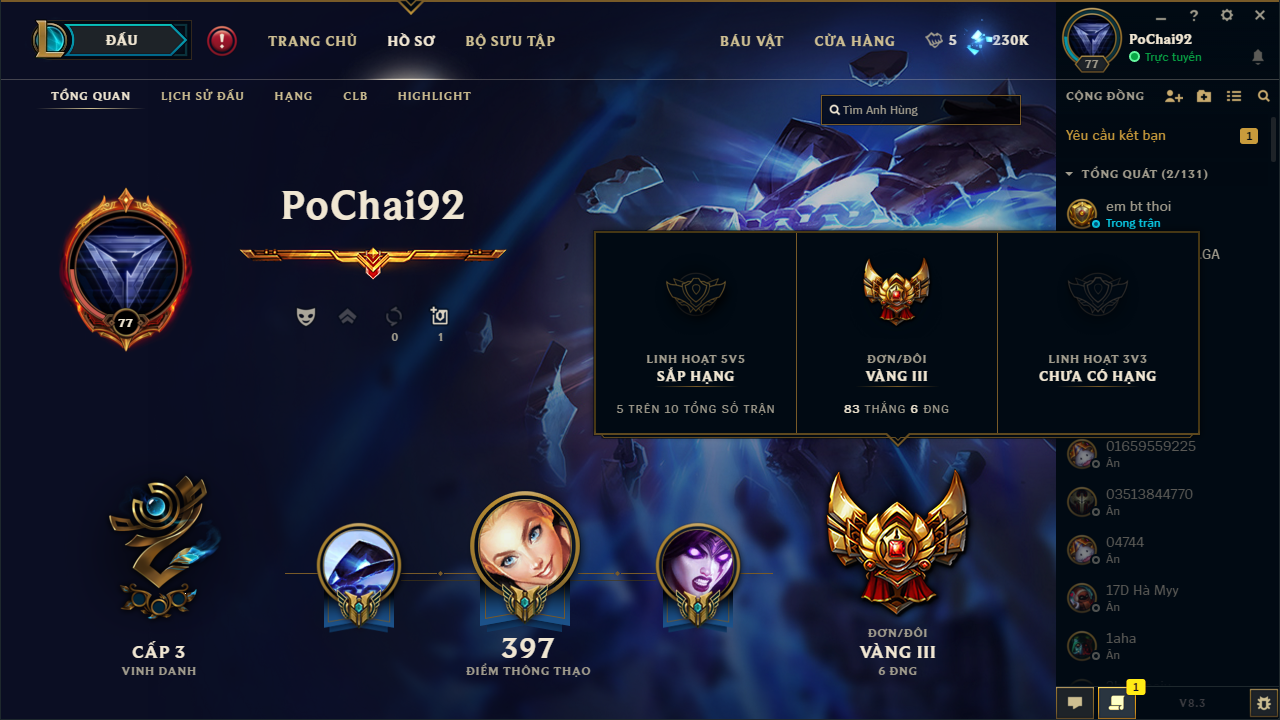 ĐẤU
TRANG CHỦ
HỒ SƠ
BỘ SƯU TẬP
BÁU VẬT
CỬA HÀNG
5
230K
PoChai92
Trực tuyến
77
TỔNG QUAN
LỊCH SỬ ĐẤU
HẠNG
CLB
HIGHLIGHT
Tìm Anh Hùng
CỘNG ĐỒNG
Yêu cầu kết bạn
1
TỔNG QUÁT (2/131)
em bt thoi
Trong trận
LGA
PoChai92
77
0
1
LINH HOẠT 5V5
SẮP HẠNG
5 TRÊN 10 TỔNG SỐ TRẬN
ĐƠN/ĐÔI
VÀNG III
83 THẮNG 6 ĐNG
LINH HOẠT 3V3
CHƯA CÓ HẠNG
01659559225
Ẩn
03513844770
Ẩn
04744
Ẩn
17D Hà Myy
Ẩn
1aha
Ẩn
CẤP 3
VINH DANH
397
ĐIỂM THÔNG THẠO
ĐƠN/ĐÔI
VÀNG III
6 ĐNG
1
V8.3